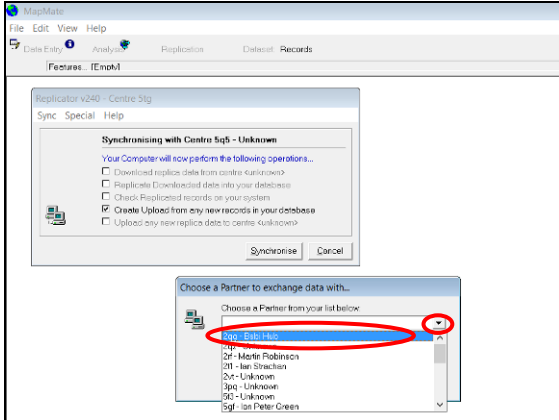 MapMate
File Edit View Help
Data Entry Analysis Replication Dataset Records
Features... [Empty]
Replicator v240 - Centre 5tg
Sync Special Help
Synchronising with Centre 5q5 - Unknown
Your Computer will now perform the following operations...
Download replica data from centre <unknown>
Replicate Downloaded data into your database
Check Replicated records on your system
Create Upload from any new records in your database
Upload any new replica data to centre <unknown>
Synchronise Cancel
Choose a Partner to exchange data with...
Choose a Partner from your list below.
2qq - Bsbi Hub
2rf - Martin Robinson
2t1 - Ian Strachan
2vt - Unknown
3pq - Unknown
5f3 - Unknown
5gf - Ian Peter Green